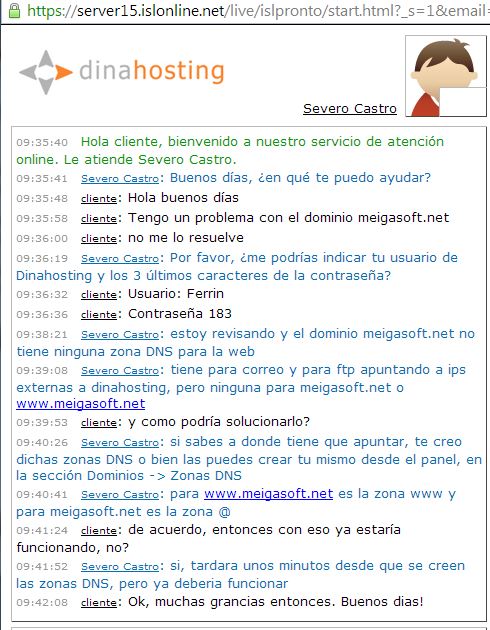 https://server15.islonline.net/live/islpronto/start.html?_s=1&email=
dinahosting
Severo Castro
09:35:40 Hola cliente, bienvenido a nuestro servicio de atención
online. Le atiende Severo Castro.
09:35:41 Severo Castro: Buenos días, ¿en qué te puedo ayudar?
09:35:48 cliente: Hola buenos días
09:35:58 cliente: Tengo un problema con el dominio meigasoft.net
09:36:00 cliente: no me lo resuelve
09:36:19 Severo Castro: Por favor, ¿me podrías indicar tu usuario de
Dinahosting y los 3 últimos caracteres de la contraseña?
09:36:32 cliente: Usuario: Ferrin
09:36:36 cliente: Contraseña 183
09:38:21 Severo Castro: estoy revisando y el dominio meigasoft.net no
tiene ninguna zona DNS para la web
09:39:08 Severo Castro: tiene para correo y para ftp apuntando a ips
externas a dinahosting, pero ninguna para meigasoft.net o
www.meigasoft.net
09:39:53 cliente: y como podría solucionarlo?
09:40:26 Severo Castro: si sabes a donde tiene que apuntar, te creo
dichas zonas DNS o bien las puedes crear tu mismo desde el panel, en
la sección Dominios -> Zonas DNS
09:40:41 Severo Castro: para www.meigasoft.net es la zona www y
para meigasoft.net es la zona @
09:41:24 cliente: de acuerdo, entonces con eso ya estaría
funcionando, no?
09:41:52 Severo Castro: si, tardara unos minutos desde que se creen
las zonas DNS, pero ya deberia funcionar
09:42:08 cliente: Ok, muchas grancias entonces. Buenos dias!